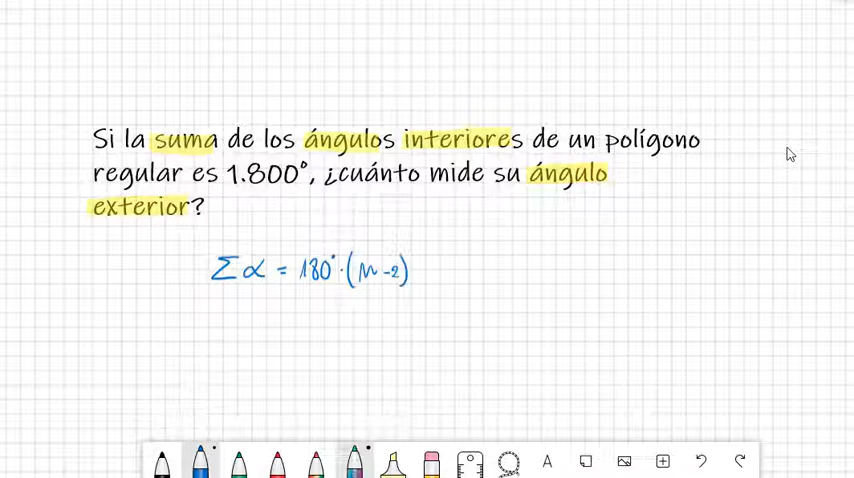 Si la suma de los ángulos interiores de un polígono
regular es 1.800°, ¿cuánto mide su ángulo
exterior?
Σα = 180°·(n-2)
A